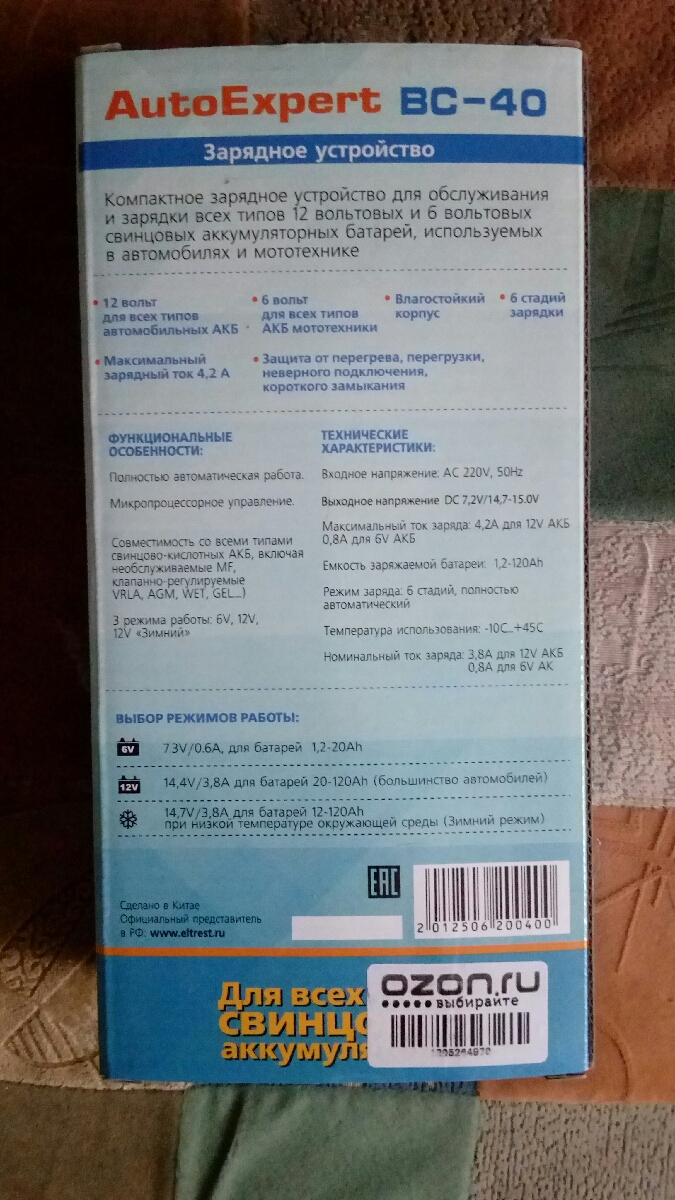 AutoExpert BC-40
Зарядное устройство
Компактное зарядное устройство для обслуживания
и зарядки всех типов 12 вольтовых и 6 вольтовых
свинцовых аккумуляторных батарей, используемых
в автомобилях и мототехнике
• 12 вольт
для всех типов
автомобильных АКБ
• 6 вольт
для всех типов
АКБ мототехники
• Влагостойкий
корпус
• 6 стадий
зарядки
• Максимальный
зарядный ток 4,2 А
• Защита от перегрева, перегрузки,
неверного подключения,
короткого замыкания
ФУНКЦИОНАЛЬНЫЕ
ОСОБЕННОСТИ:
Полностью автоматическая работа.
Микропроцессорное управление.
Совместимость со всеми типами
свинцово-кислотных АКБ, включая
необслуживаемые MF,
клапанно-регулируемые
VRLA, AGM, WET, GEL...)
3 режима работы: 6V, 12V,
12V «Зимний»
ТЕХНИЧЕСКИЕ
ХАРАКТЕРИСТИКИ:
Входное напряжение: AC 220V, 50Hz
Выходное напряжение DC 7,2V/14,7-15.0V
Максимальный ток заряда: 4,2А для 12V АКБ
0,8А для 6V АКБ
Емкость заряжаемой батареи: 1,2-120Ah
Режим заряда: 6 стадий, полностью
автоматический
Температура использования: -10С...+45С
Номинальный ток заряда: 3,8А для 12V АКБ
0,8А для 6V АК
ВЫБОР РЕЖИМОВ РАБОТЫ:
6V 7.3V/0.6A, для батарей 1,2-20Ah
12V 14,4V/3,8А для батарей 20-120Ah (большинство автомобилей)
14,7V/3,8А для батарей 12-120Ah
при низкой температуре окружающей среды (Зимний режим)
Сделано в Китае
Официальный представитель
в РФ: www.eltrest.ru
EAC
2 012506 200400
Для всех
свинцо
аккумуля
ozon.ru
выбирайте